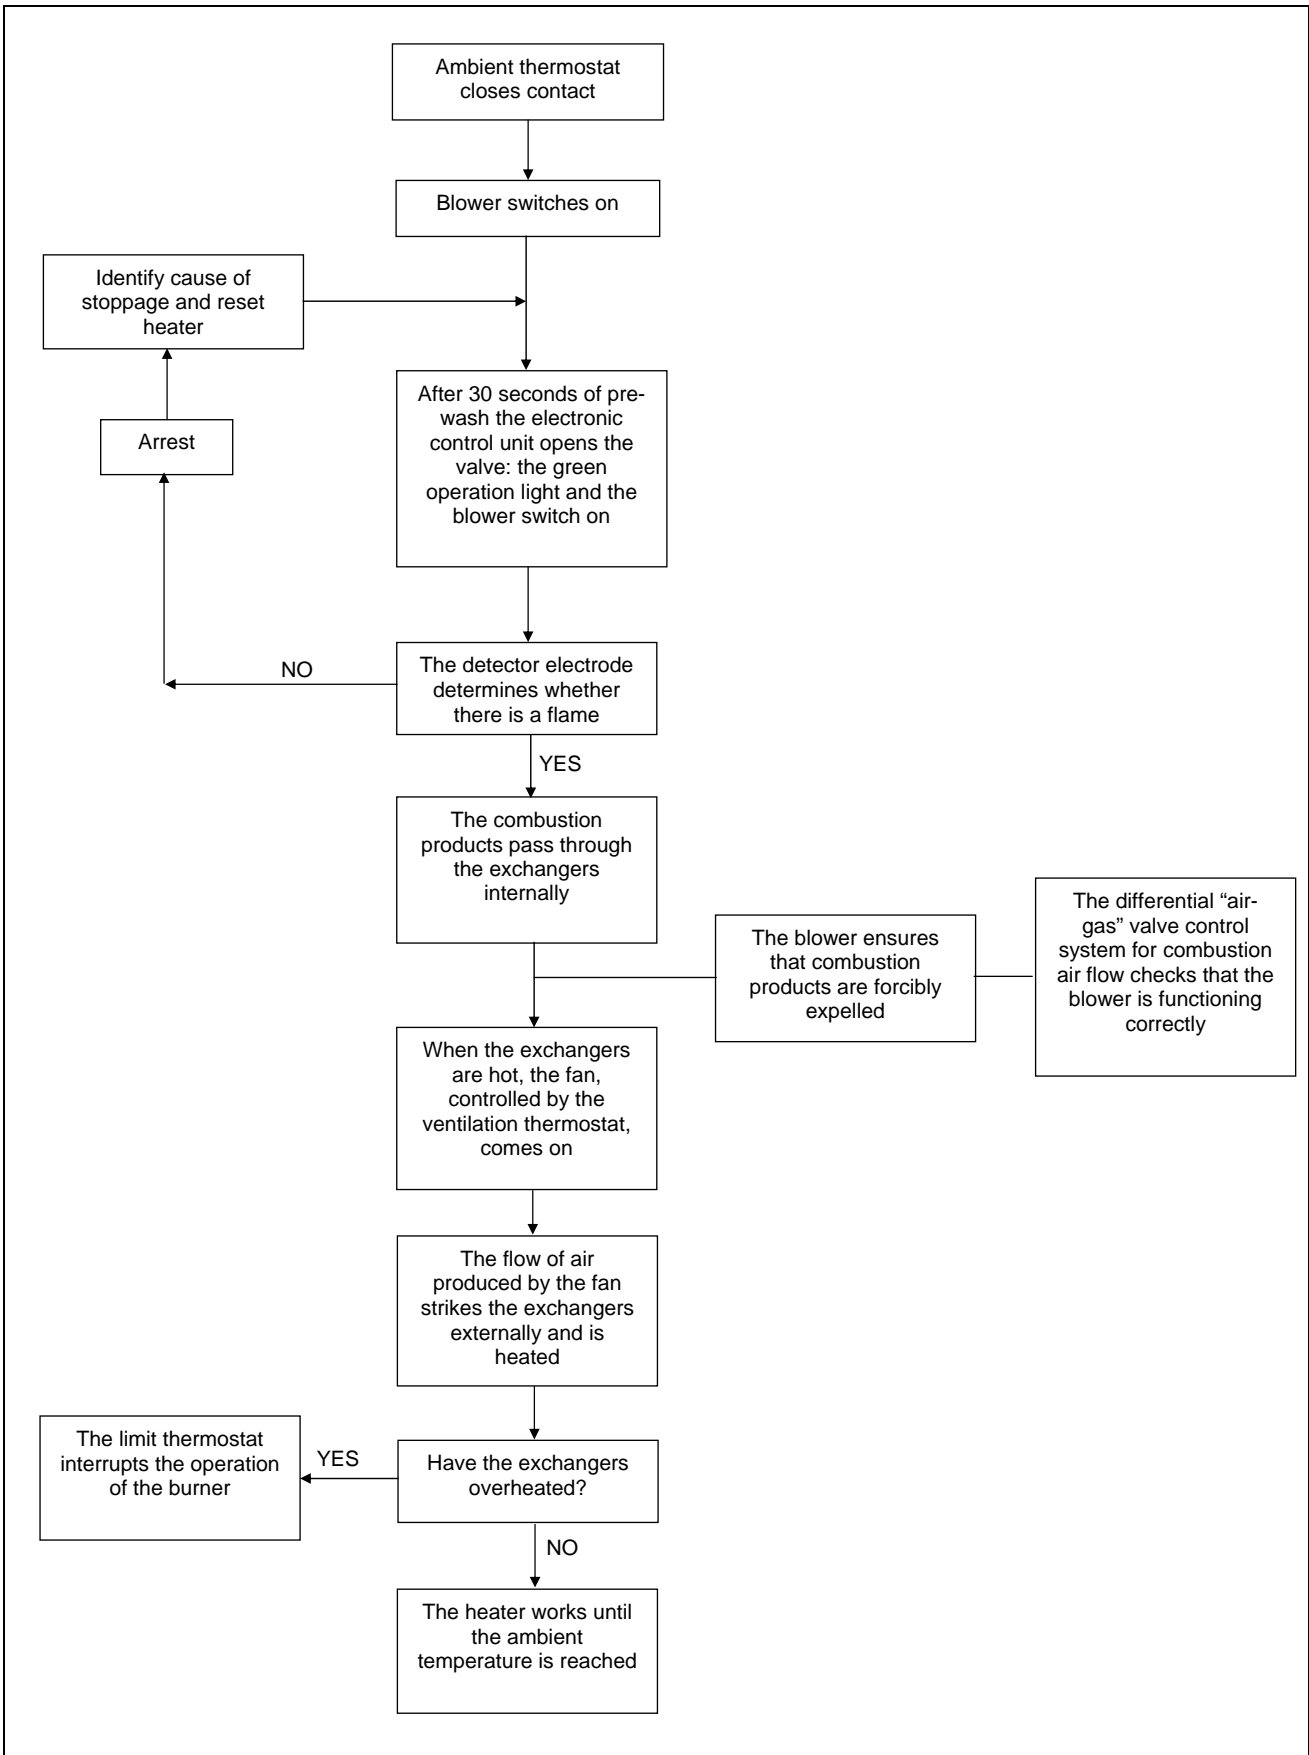 Ambient thermostat
closes contact
Blower switches on
Identify cause of
stoppage and reset
heater
After 30 seconds of pre-
wash the electronic
control unit opens the
valve: the green
operation light and the
blower switch on
Arrest
NO
The detector electrode
determines whether
there is a flame
YES
The combustion
products pass through
the exchangers
internally
The blower ensures
that combustion
products are forcibly
expelled
The differential “air-
gas” valve control
system for combustion
air flow checks that the
blower is functioning
correctly
When the exchangers
are hot, the fan,
controlled by the
ventilation thermostat,
comes on
The flow of air
produced by the fan
strikes the exchangers
externally and is
heated
The limit thermostat
interrupts the operation
of the burner
YES
Have the exchangers
overheated?
NO
The heater works until
the ambient
temperature is reached